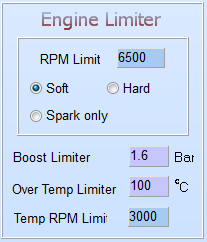 Engine Limiter
RPM Limit 6500
Soft Hard
Spark only
Boost Limiter 1.6 Bar
Over Temp Limiter 100 °C
Temp RPM Limit 3000